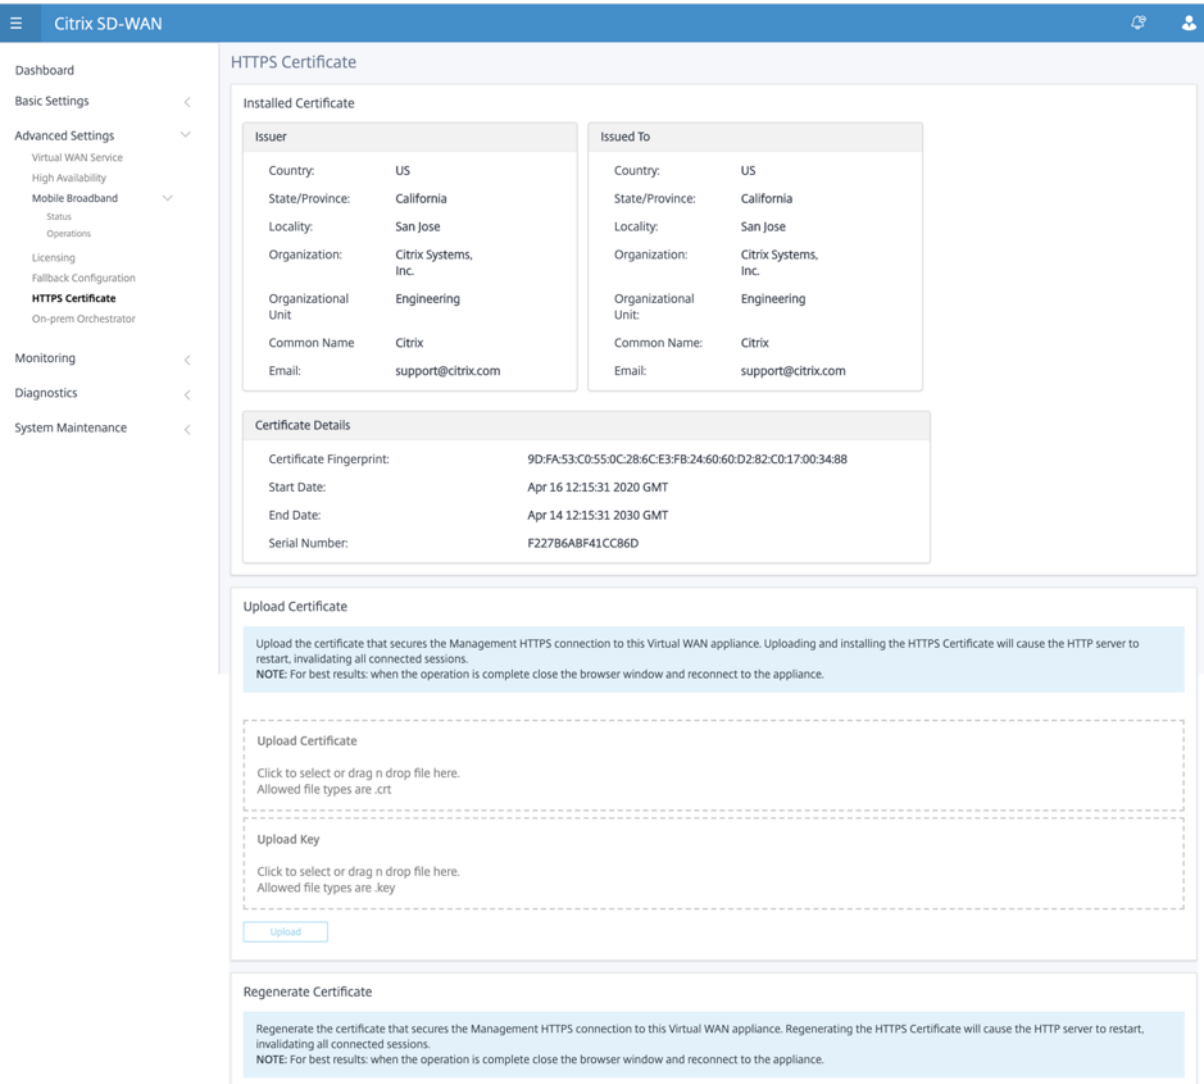 Citrix SD-WAN
Dashboard
Basic Settings
Advanced Settings
Virtual WAN Service
High Availability
Mobile Broadband
Status
Operations
Licensing
Fallback Configuration
HTTPS Certificate
On-prem Orchestrator
Monitoring
Diagnostics
System Maintenance
HTTPS Certificate
Installed Certificate
Issuer
Country: US
State/Province: California
Locality: San Jose
Organization: Citrix Systems,
Inc.
Organizational Engineering
Unit
Common Name Citrix
Email: support@citrix.com
Issued To
Country: US
State/Province: California
Locality: San Jose
Organization: Citrix Systems,
Inc.
Organizational Engineering
Unit:
Common Name: Citrix
Email: support@citrix.com
Certificate Details
Certificate Fingerprint: 9D:FA:53:C0:55:0C:28:6C:E3:FB:24:60:60:D2:82:C0:17:00:34:88
Start Date: Apr 16 12:15:31 2020 GMT
End Date: Apr 14 12:15:31 2030 GMT
Serial Number: F227B6ABF41CC86D
Upload Certificate
Upload the certificate that secures the Management HTTPS connection to this Virtual WAN appliance. Uploading and installing the HTTPS Certificate will cause the HTTP server to
restart, invalidating all connected sessions.
NOTE: For best results: when the operation is complete close the browser window and reconnect to the appliance.
Upload Certificate
Click to select or drag n drop file here.
Allowed file types are .crt
Upload Key
Click to select or drag n drop file here.
Allowed file types are .key
Upload
Regenerate Certificate
Regenerate the certificate that secures the Management HTTPS connection to this Virtual WAN appliance. Regenerating the HTTPS Certificate will cause the HTTP server to restart,
invalidating all connected sessions.
NOTE: For best results: when the operation is complete close the browser window and reconnect to the appliance.